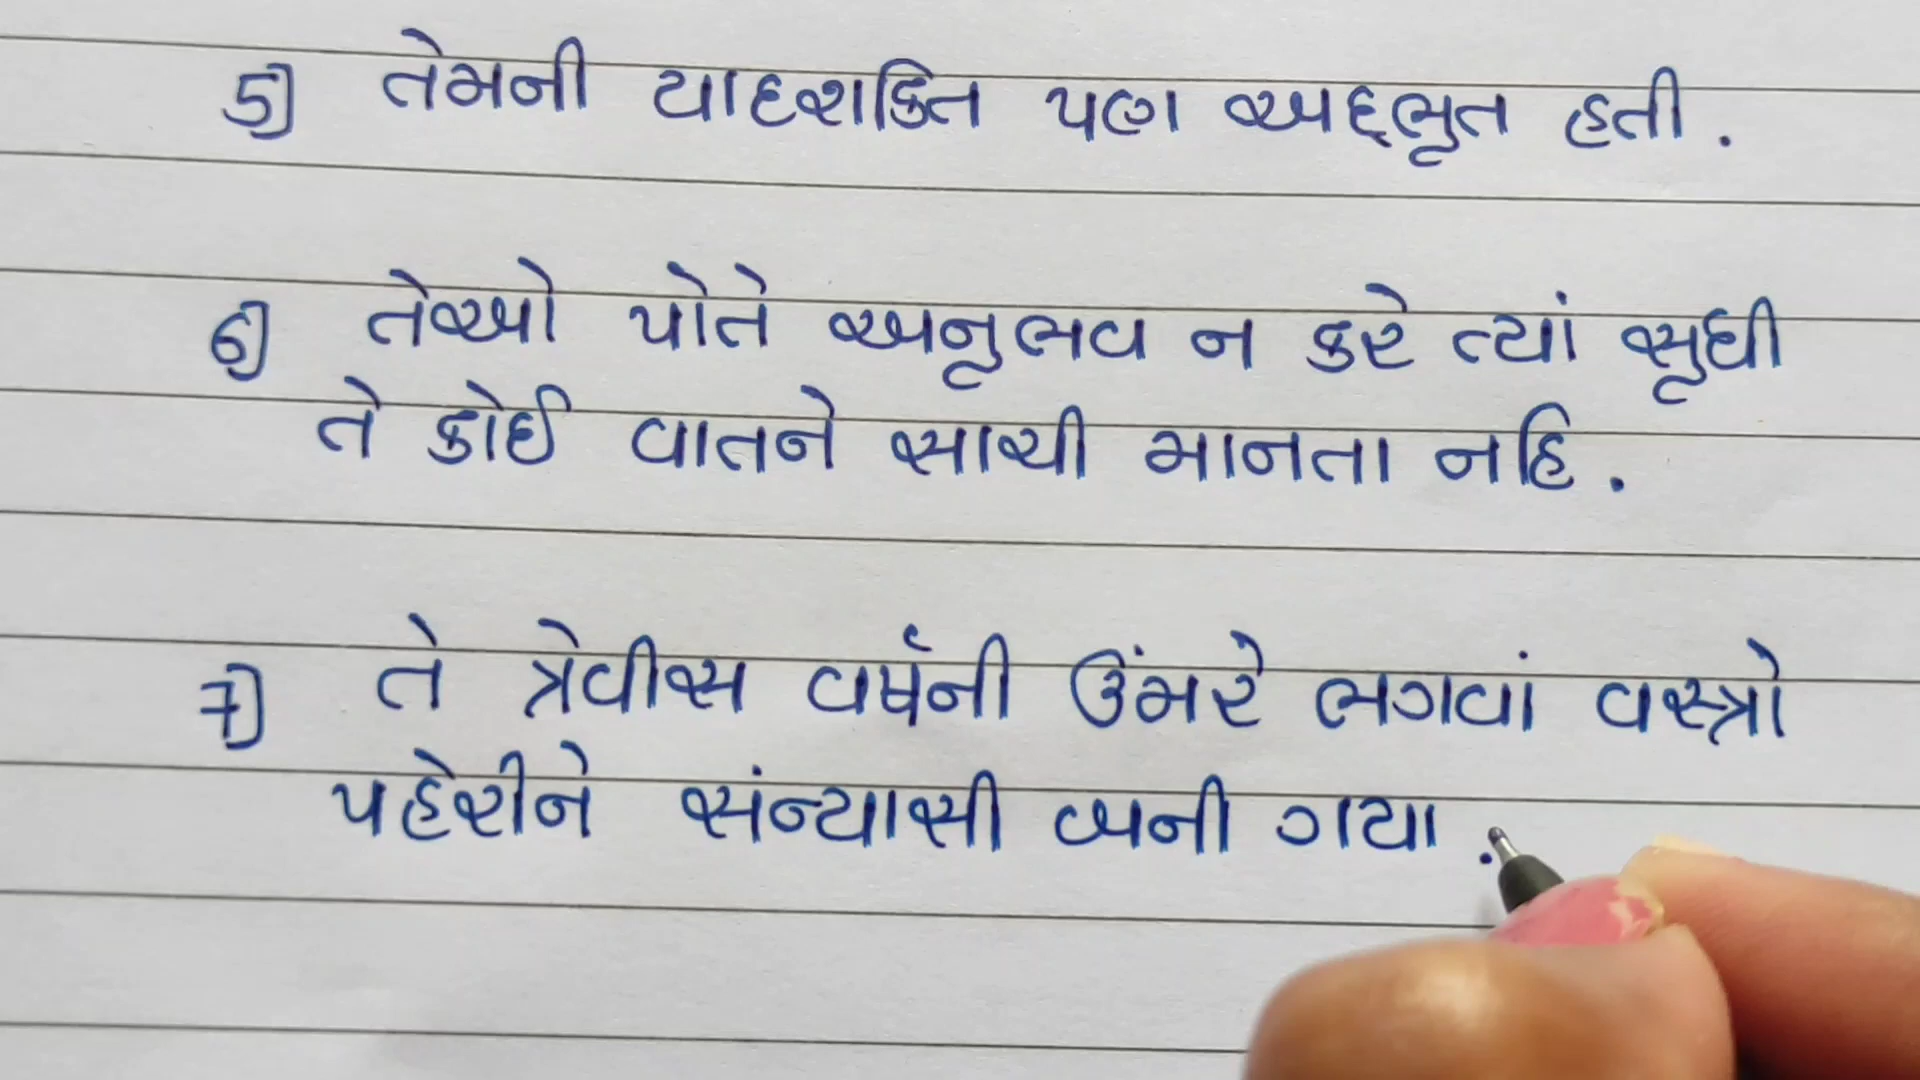 5) તેમની યાદશક્તિ પણ અદ્ભુત હતી.
6) તેઓ પોતે અનુભવ ન કરે ત્યાં સુધી
તે કોઈ વાતને સાચી માનતા નહિ.
7) તે ત્રેવીસ વર્ષની ઉંમરે ભગવાં વસ્ત્રો
પહેરીને સંન્યાસી બની ગયા.